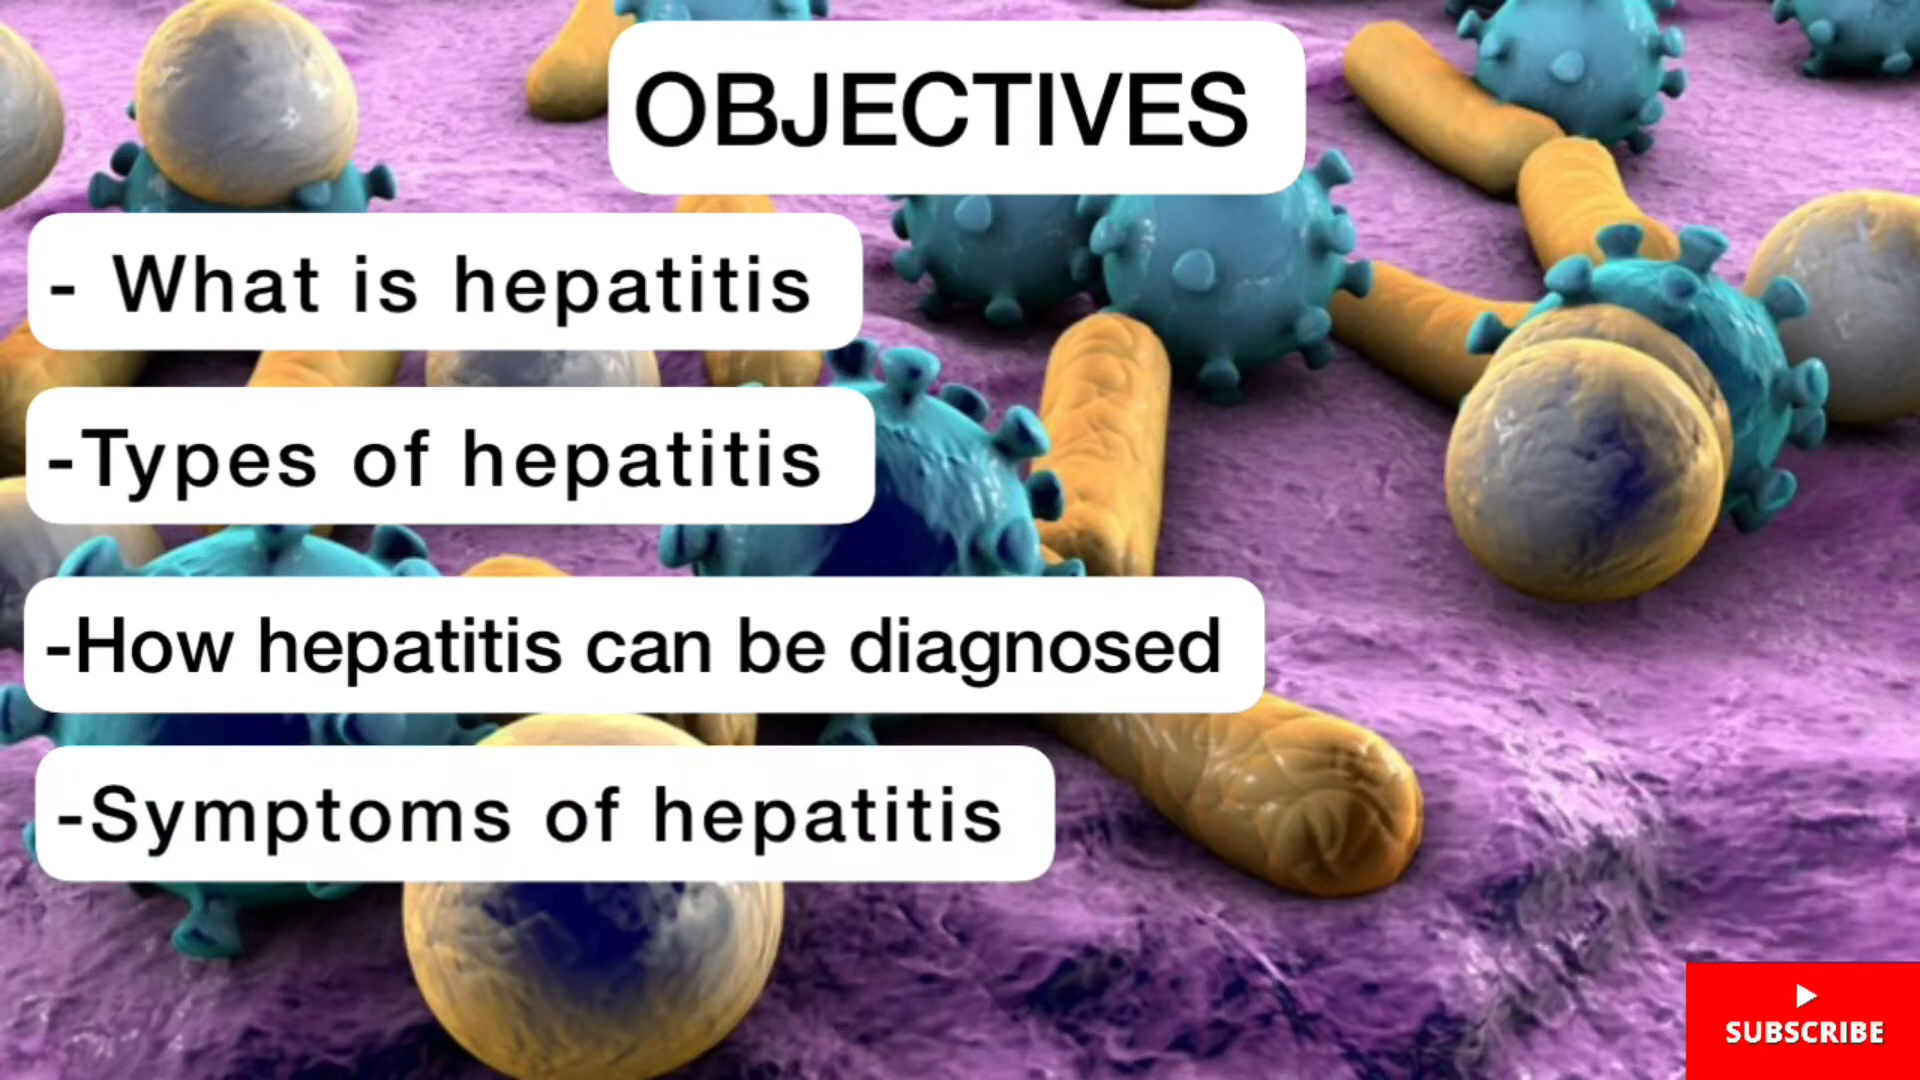 OBJECTIVES
- What is hepatitis
-Types of hepatitis
-How hepatitis can be diagnosed
-Symptoms of hepatitis
SUBSCRIBE